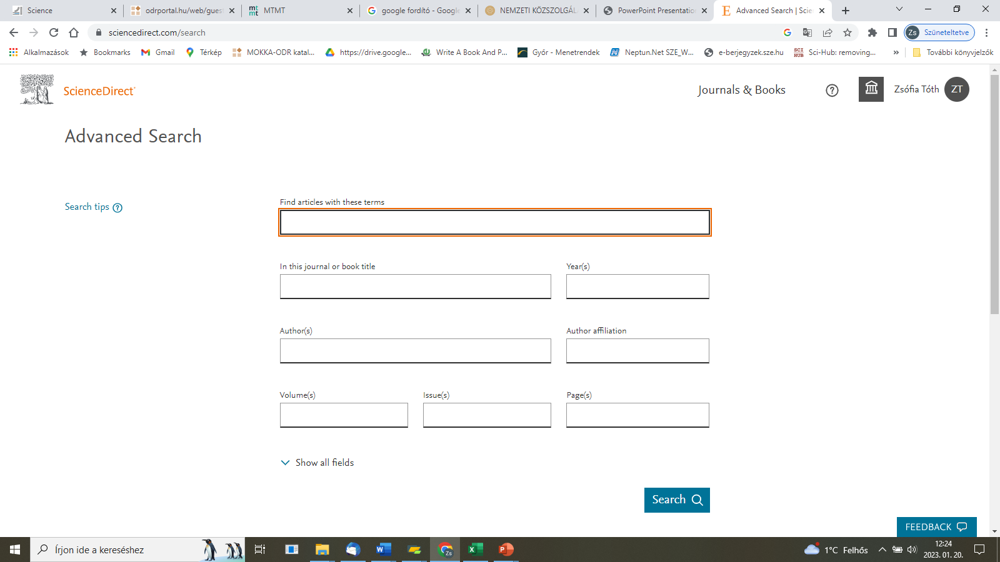 Science
odrportal.hu/web/gues
MTMT
google fordító - Google
NEMZETI KÖZSZOLGÁL
PowerPoint Presentation
Advanced Search | Scie
sciencedirect.com/search
Zs Szüneteltetve
Alkalmazások
Bookmarks
Gmail
Térkép
MOKKA-ODR katal...
https://drive.google...
Write A Book And P...
Győr - Menetrendek
Neptun.Net SZE_W...
e-berjegyzek.sze.hu
SCI HUB Sci-Hub: removing...
»
További könyvjelzők
ScienceDirect
Journals & Books
Zsófia Tóth
ZT
Advanced Search
Search tips
Find articles with these terms
In this journal or book title
Year(s)
Author(s)
Author affiliation
Volume(s)
Issue(s)
Page(s)
Show all fields
Search
FEEDBACK
Írjon ide a kereséshez
1°C Felhős
12:24
2023. 01. 20.